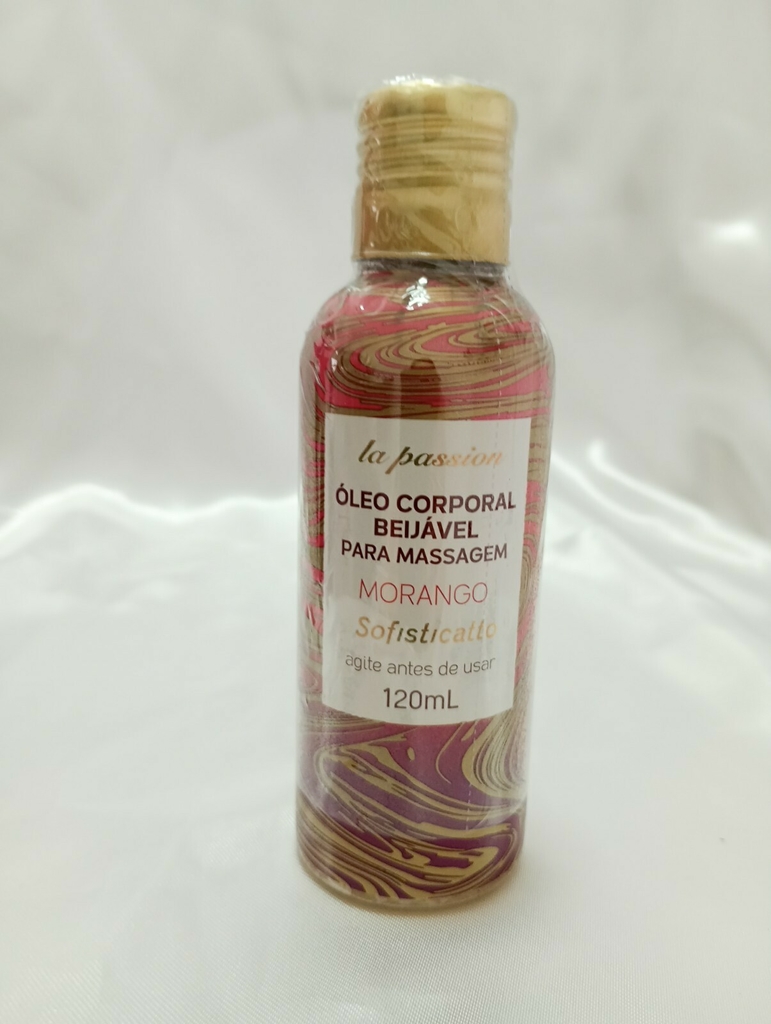 la passion
ÓLEO CORPORAL
BEIJÁVEL
PARA MASSAGEM
MORANGO
Sofisticatto
agite antes de usar
120mL